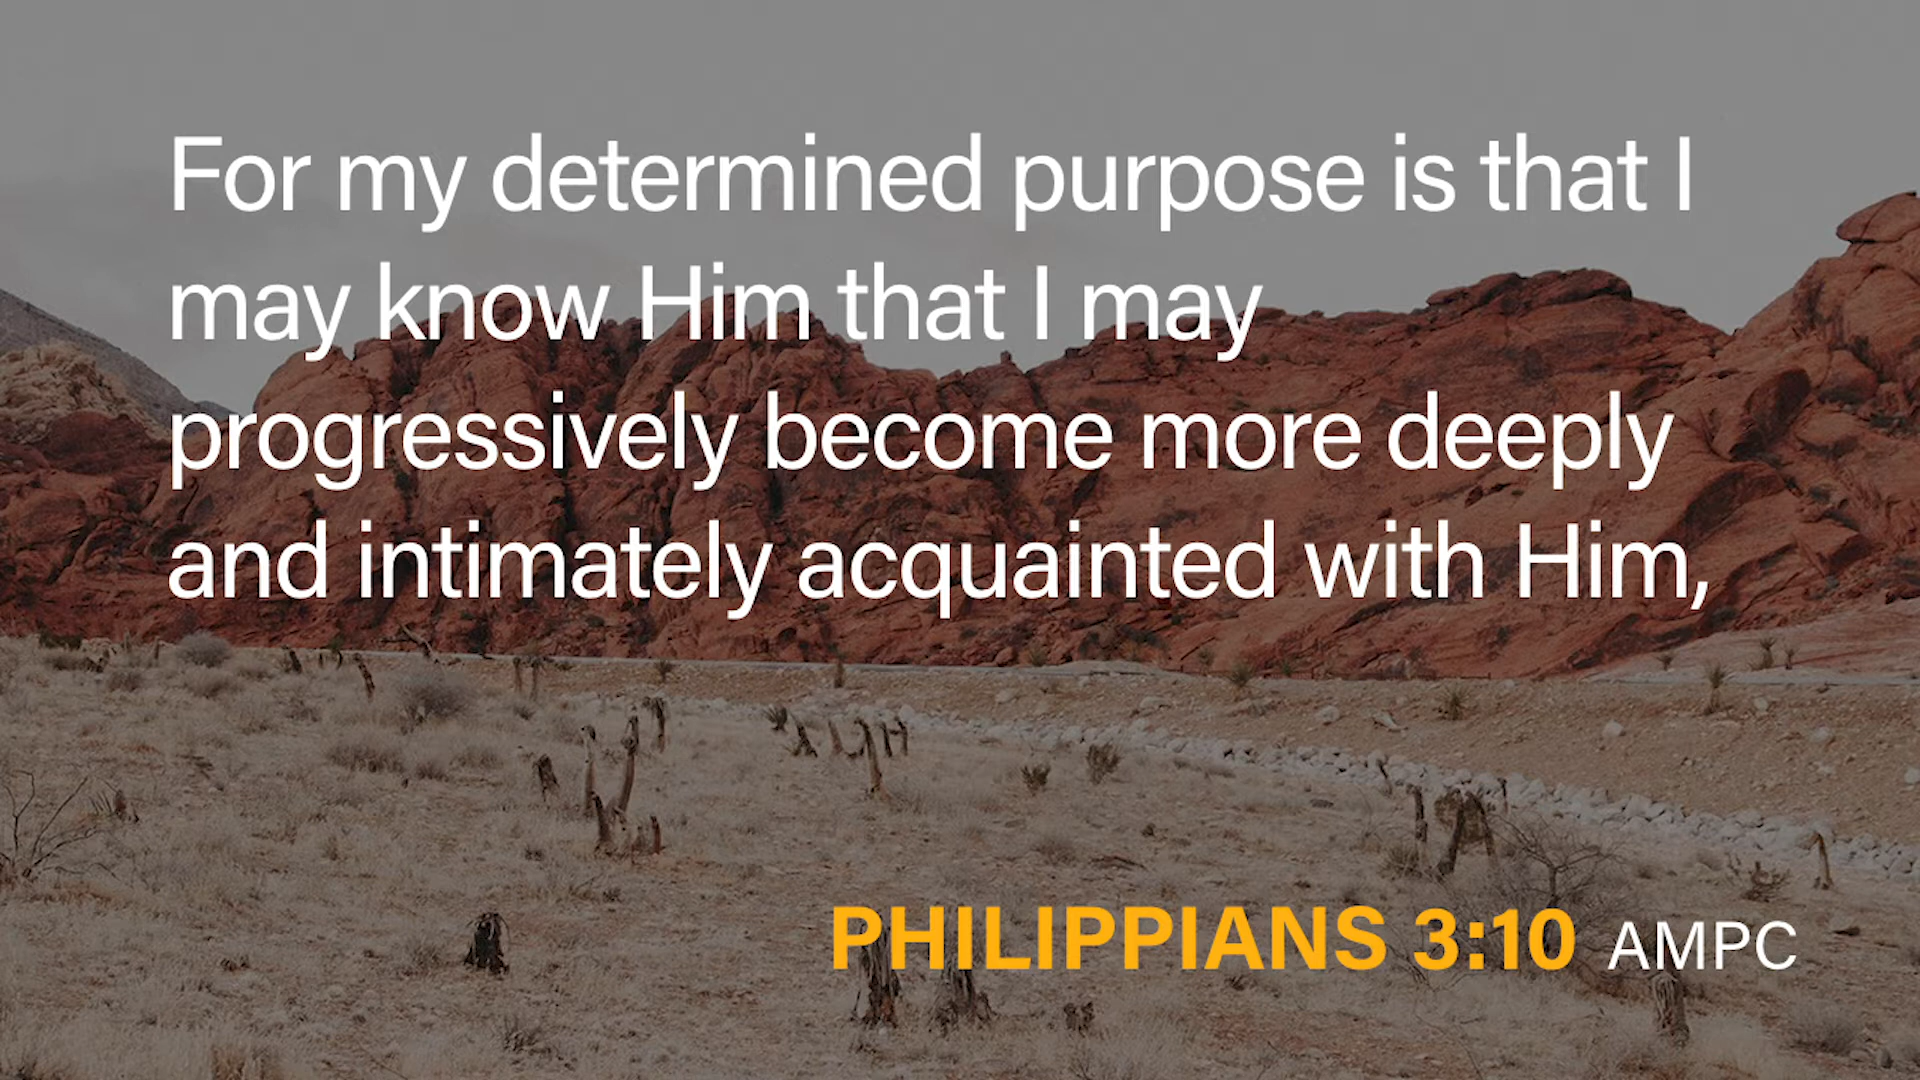 For my determined purpose is that I
may know Him that I may
progressively become more deeply
and intimately acquainted with Him,
PHILIPPIANS 3:10 AMPC